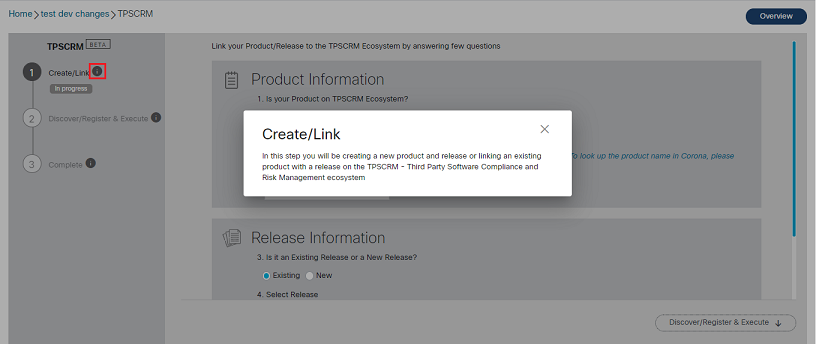 Home > test dev changes > TPSCRM
Overview
TPSCRM BETA
1 Create/Link i
In progress
2 Discover/Register & Execute i
3 Complete i
Link your Product/Release to the TPSCRM Ecosystem by answering few questions
Product Information
1. Is your Product on TPSCRM Ecosystem?
To look up the product name in Corona, please
Create/Link
In this step you will be creating a new product and release or linking an existing
product with a release on the TPSCRM - Third Party Software Compliance and
Risk Management ecosystem
Release Information
3. Is it an Existing Release or a New Release?
Existing New
4. Select Release
Discover/Register & Execute ↓